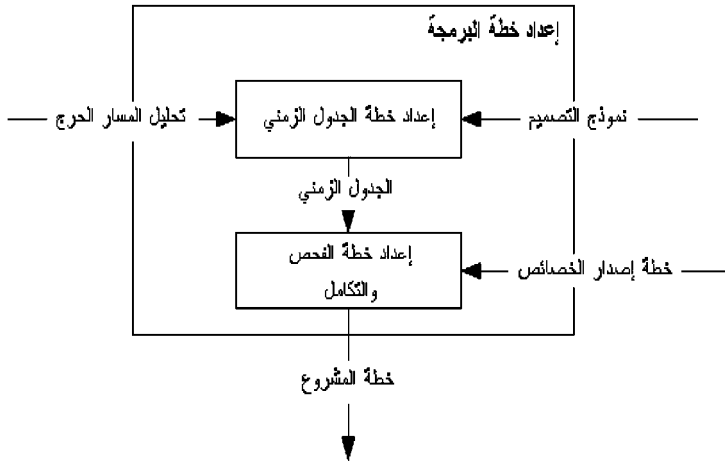 إعداد خطة البرمجة
إعداد خطة الجدول الزمني
نموذج التصميم
تحليل المسار الحرج
الجدول الزمني
إعداد خطة الفحص
والتكامل
خطة إصدار الخصائص
خطة المشروع